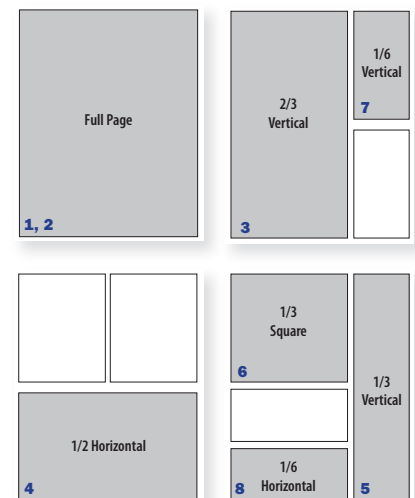 Full Page
1, 2
2/3
Vertical
3
1/6
Vertical
7
1/2 Horizontal
4
1/3
Square
6
1/6
Horizontal
8
1/3
Vertical
5